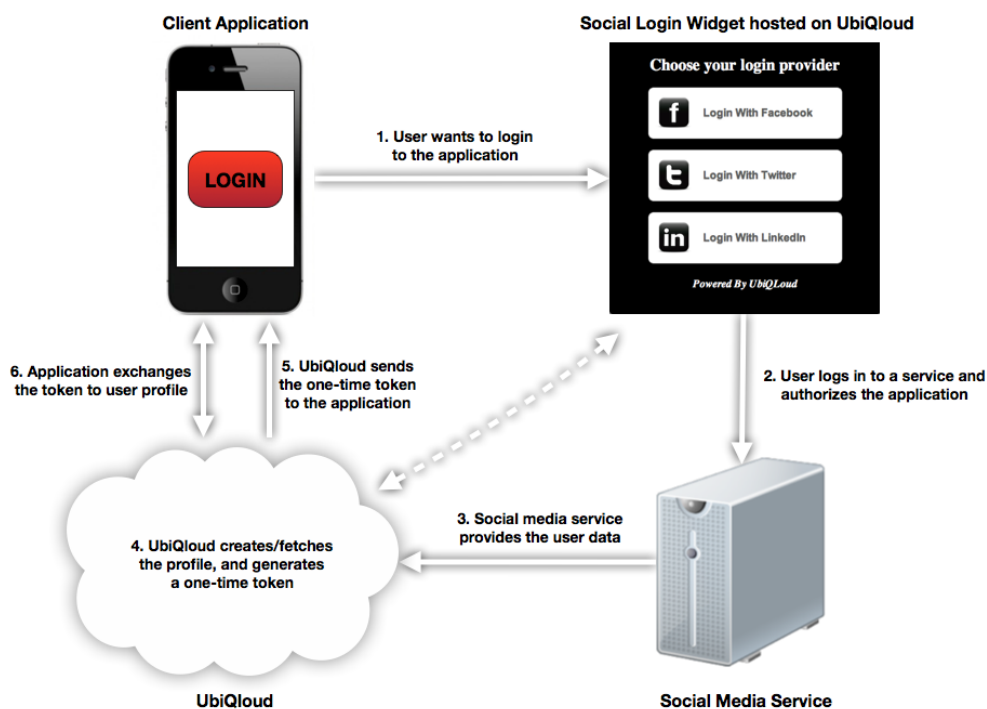 Client Application
Social Login Widget hosted on UbiQloud
Choose your login provider
f Login With Facebook
t Login With Twitter
in Login With LinkedIn
Powered By UbiQLoud
LOGIN
1. User wants to login
to the application
2. User logs in to a service and
authorizes the application
3. Social media service
provides the user data
4. UbiQloud creates/fetches
the profile, and generates
a one-time token
5. UbiQloud sends
the one-time token
to the application
6. Application exchanges
the token to user profile
UbiQloud
Social Media Service